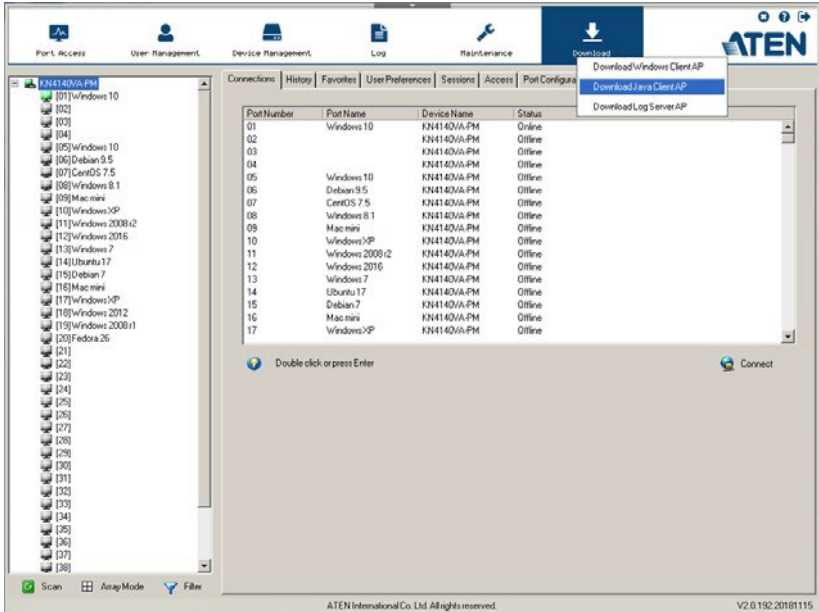 Port Access
User Management
Device Management
Log
Maintenance
Download
ATEN
Download Windows Client AP
Download Java Client AP
Download Log Server AP
KN4140VA-PM
[01]Windows 10
[02]
[03]
[04]
[05]Windows 10
[06]Debian 9.5
[07]CentOS 7.5
[08]Windows 8.1
[09]Mac mini
[10]Windows XP
[11]Windows 2008 r2
[12]Windows 2016
[13]Windows 7
[14]Ubuntu 17
[15]Debian 7
[16]Mac mini
[17]Windows XP
[18]Windows 2012
[19]Windows 2008 r1
[20]Fedora 26
[21]
[22]
[23]
[24]
[25]
[26]
[27]
[28]
[29]
[30]
[31]
[32]
[33]
[34]
[35]
[36]
[37]
[38]
Scan Array Mode Filter
Connections History Favorites User Preferences Sessions Access Port Configura
Port Number Port Name Device Name Status
01 Windows 10 KN4140VA-PM Online
02 KN4140VA-PM Offline
03 KN4140VA-PM Offline
04 KN4140VA-PM Offline
05 Windows 10 KN4140VA-PM Offline
06 Debian 9.5 KN4140VA-PM Offline
07 CentOS 7.5 KN4140VA-PM Offline
08 Windows 8.1 KN4140VA-PM Offline
09 Mac mini KN4140VA-PM Offline
10 Windows XP KN4140VA-PM Offline
11 Windows 2008 r2 KN4140VA-PM Offline
12 Windows 2016 KN4140VA-PM Offline
13 Windows 7 KN4140VA-PM Offline
14 Ubuntu 17 KN4140VA-PM Offline
15 Debian 7 KN4140VA-PM Offline
16 Mac mini KN4140VA-PM Offline
17 Windows XP KN4140VA-PM Offline
Double click or press Enter
Connect
ATEN International Co. Ltd. All rights reserved.
V2.0.192.20181115